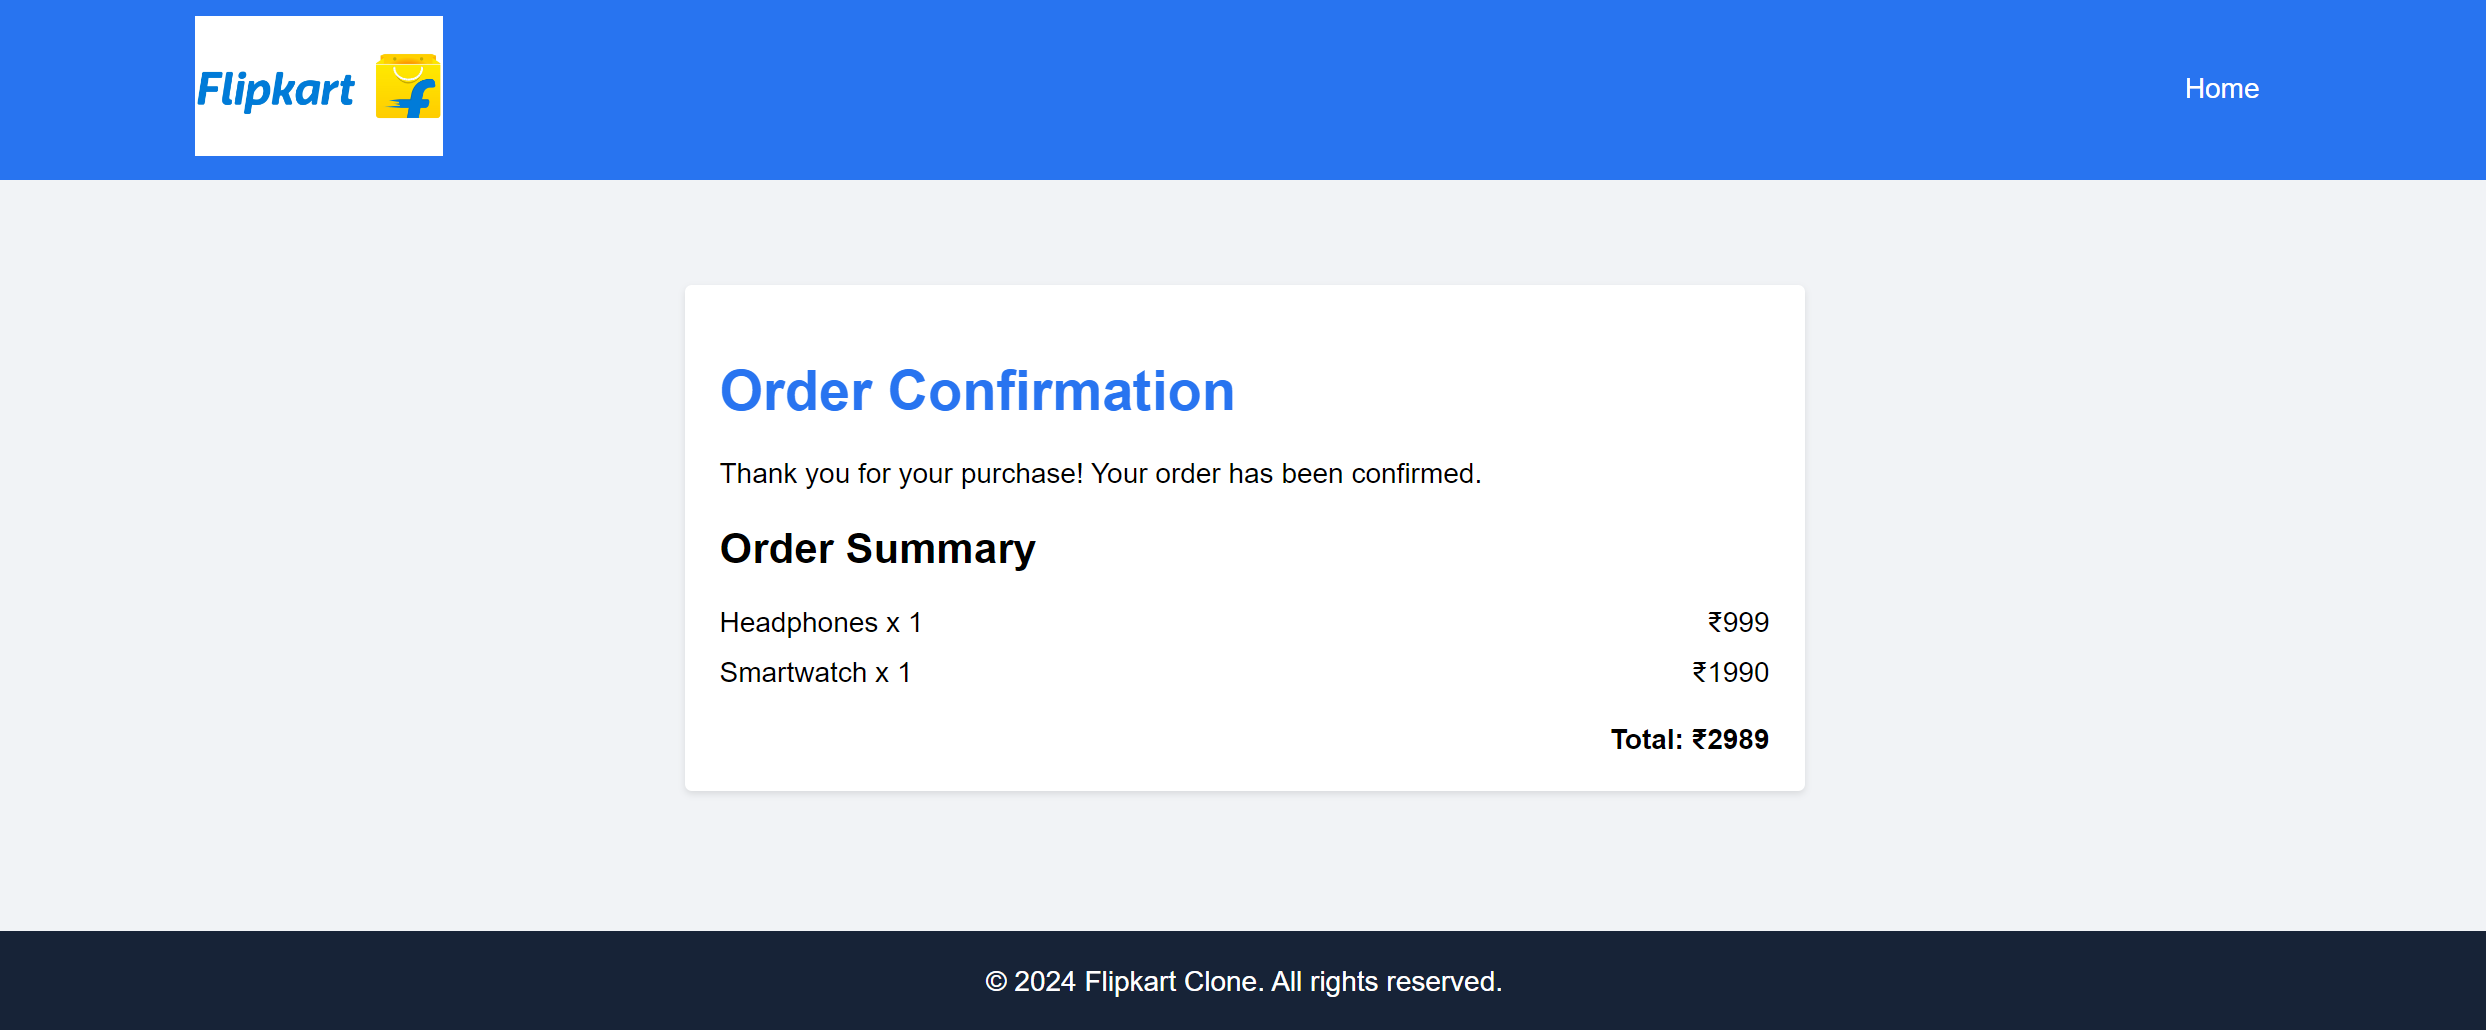 Flipkart
Home
Order Confirmation
Thank you for your purchase! Your order has been confirmed.
Order Summary
Headphones x 1 ₹999
Smartwatch x 1 ₹1990
Total: ₹2989
© 2024 Flipkart Clone. All rights reserved.